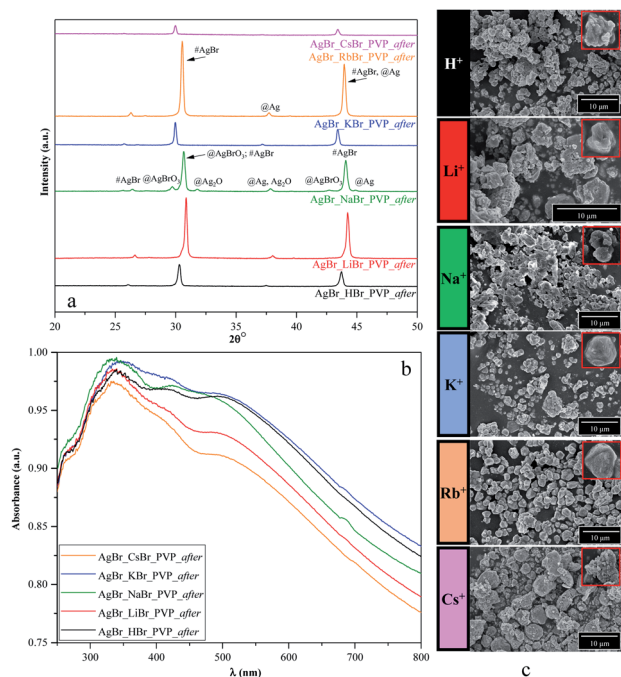 AgBr_CsBr_PVP_after
#AgBr
AgBr_RbBr_PVP_after
#AgBr, @Ag
@Ag
AgBr_KBr_PVP_after
@AgBrO3; #AgBr
#AgBr
#AgBr
@AgBrO3
@Ag2O
@Ag, Ag2O
@AgBrO3
@Ag
AgBr_NaBr_PVP_after
AgBr_LiBr_PVP_after
a
AgBr_HBr_PVP_after
Intensity (a.u.)
20 25 30 35 40 45 50
2θ°
b
1.00
0.95
0.90
0.85
0.80
0.75
Absorbance (a.u.)
AgBr_CsBr_PVP_after
AgBr_KBr_PVP_after
AgBr_NaBr_PVP_after
AgBr_LiBr_PVP_after
AgBr_HBr_PVP_after
300 400 500 600 700 800
λ (nm)
H+
10 μm
Li+
10 μm
Na+
10 μm
K+
10 μm
Rb+
10 μm
Cs+
10 μm
c